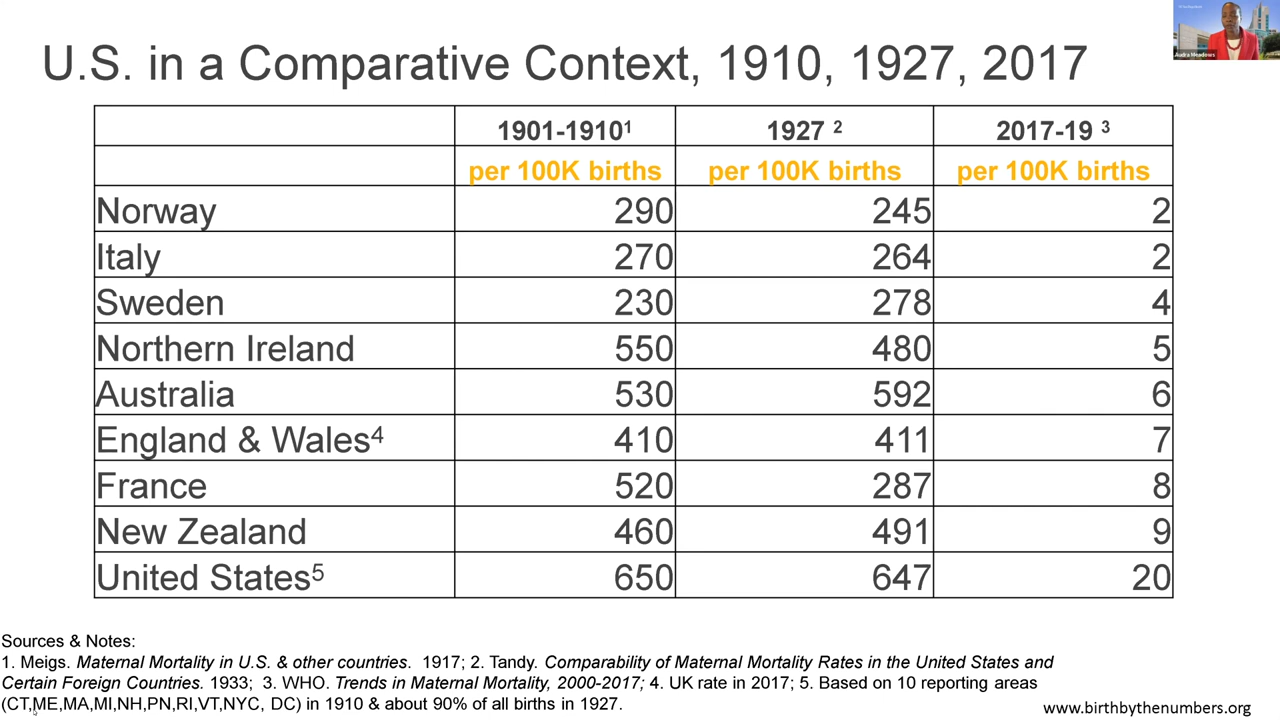 U.S. in a Comparative Context, 1910, 1927, 2017
1901-1910¹ 1927 ² 2017-19 ³
per 100K births per 100K births per 100K births
Norway 290 245 2
Italy 270 264 2
Sweden 230 278 4
Northern Ireland 550 480 5
Australia 530 592 6
England & Wales⁴ 410 411 7
France 520 287 8
New Zealand 460 491 9
United States⁵ 650 647 20
Sources & Notes:
1. Meigs. Maternal Mortality in U.S. & other countries. 1917; 2. Tandy. Comparability of Maternal Mortality Rates in the United States and
Certain Foreign Countries. 1933; 3. WHO. Trends in Maternal Mortality, 2000-2017; 4. UK rate in 2017; 5. Based on 10 reporting areas
(CT,ME,MA,MI,NH,PN,RI,VT,NYC, DC) in 1910 & about 90% of all births in 1927.
www.birthbythenumbers.org
Audra Meadows